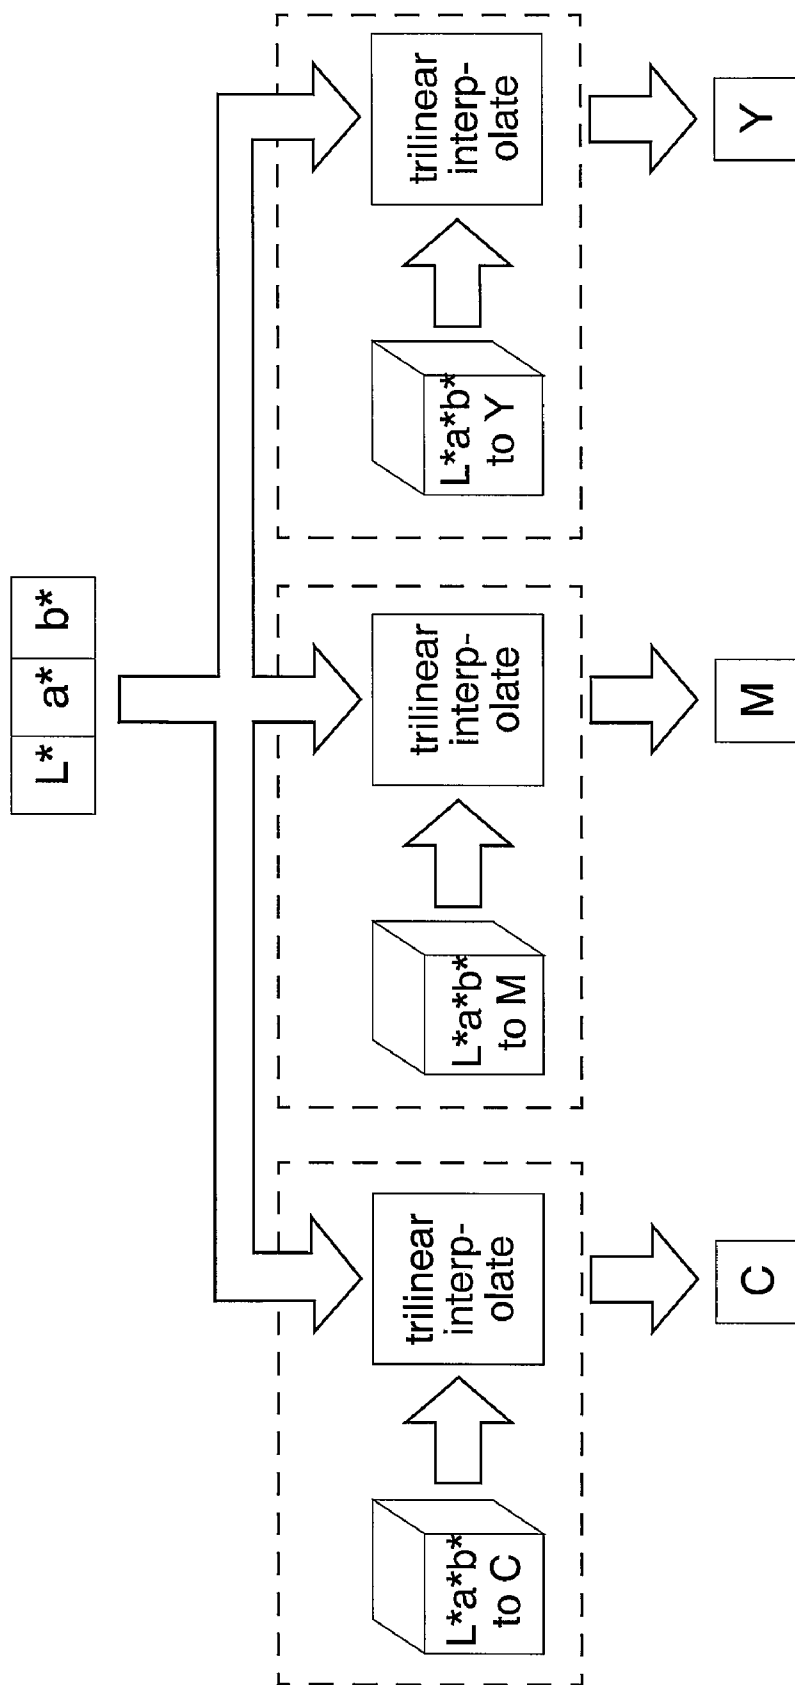 L* a* b*
L*a*b*
to C
trilinear
interp-
olate
L*a*b*
to M
trilinear
interp-
olate
L*a*b*
to Y
trilinear
interp-
olate
C
M
Y